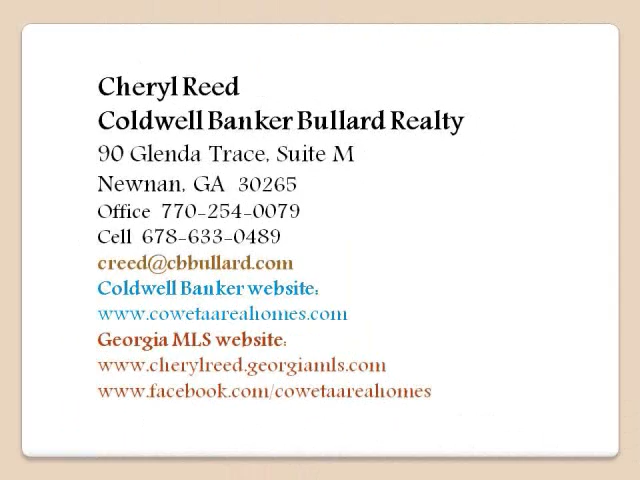 Cheryl Reed
Coldwell Banker Bullard Realty
90 Glenda Trace, Suite M
Newnan, GA  30265
Office  770-254-0079
Cell  678-633-0489
creed@cbbullard.com
Coldwell Banker website:
www.cowetaareahomes.com
Georgia MLS website:
www.cherylreed.georgiamls.com
www.facebook.com/cowetaareahomes